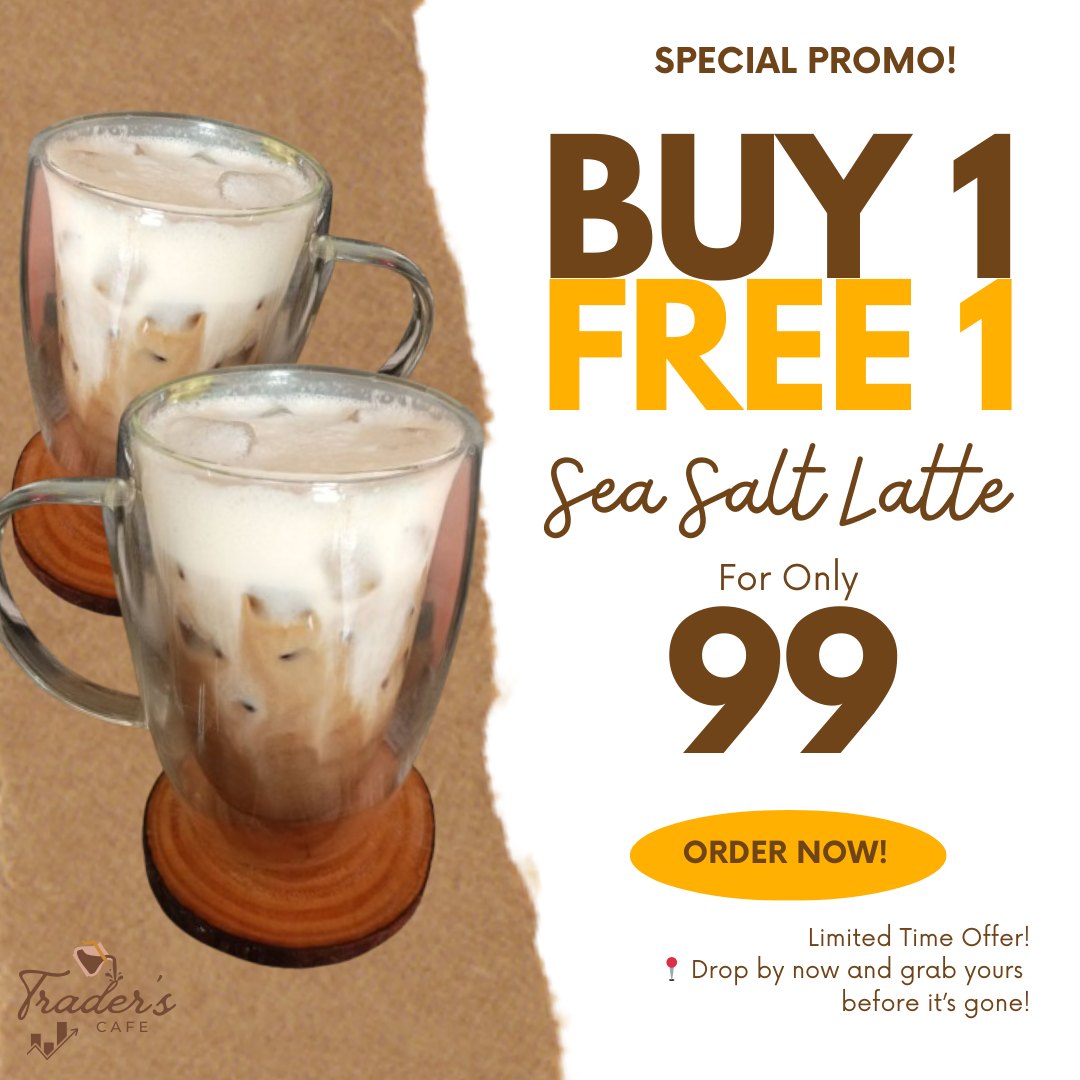 SPECIAL PROMO!
BUY 1
FREE 1
Sea Salt Latte
For Only
99
ORDER NOW!
Limited Time Offer!
📍 Drop by now and grab yours
before it’s gone!
Trader's
CAFE